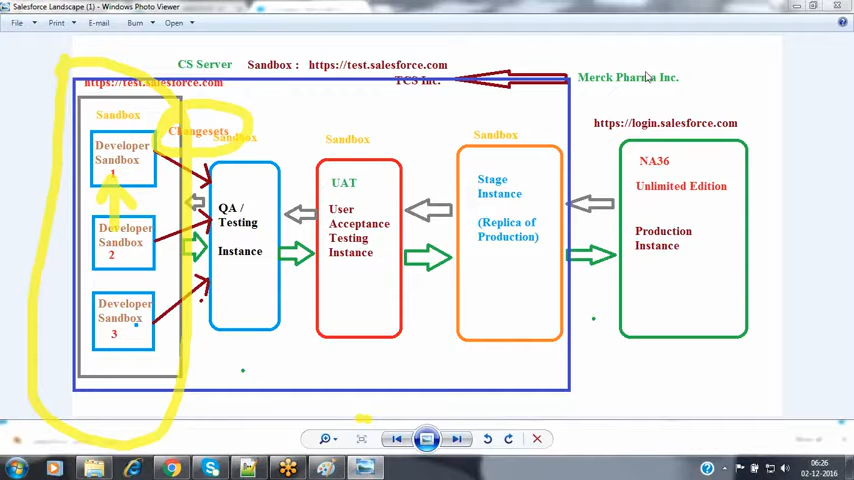 Salesforce Landscape (1) - Windows Photo Viewer
File Print E-mail Burn Open
CS Server Sandbox : https://test.salesforce.com
https://test.salesforce.com TCS Inc. Merck Pharma Inc.
https://login.salesforce.com
Sandbox
Changesets
Sandbox
Sandbox
Sandbox
Developer
Sandbox
1
Developer
Sandbox
2
Developer
Sandbox
3
QA /
Testing
Instance
UAT
User
Acceptance
Testing
Instance
Stage
Instance
(Replica of
Production)
NA36
Unlimited Edition
Production
Instance
06:26
02-12-2016